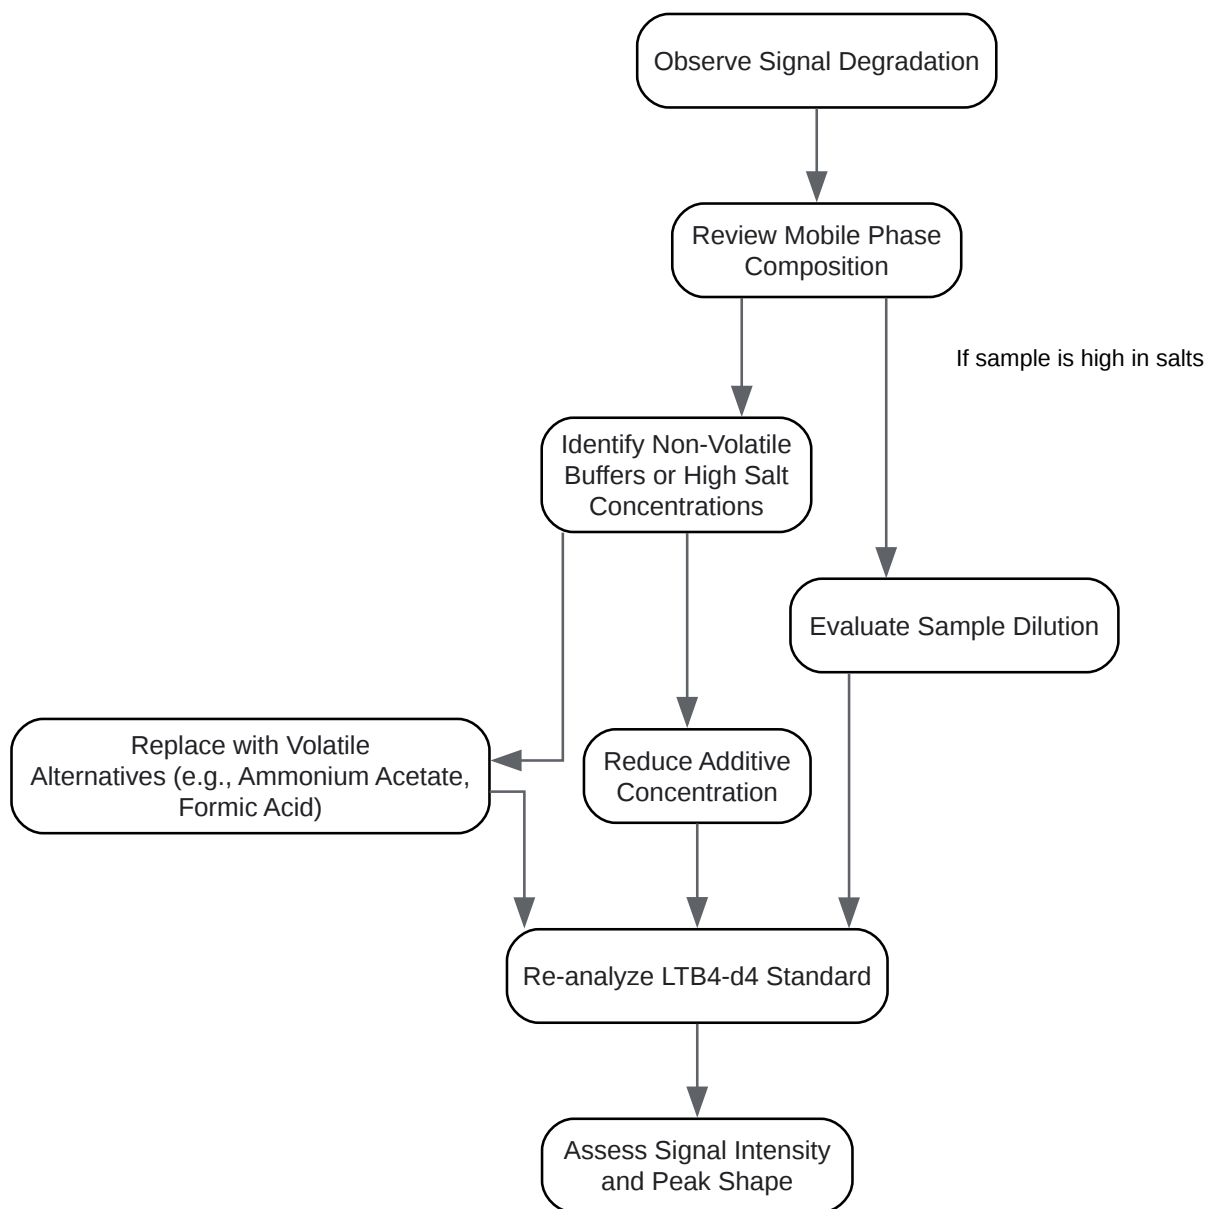 Observe Signal Degradation
Review Mobile Phase
Composition
If sample is high in salts
Identify Non-Volatile
Buffers or High Salt
Concentrations
Evaluate Sample Dilution
Replace with Volatile
Alternatives (e.g., Ammonium Acetate,
Formic Acid)
Reduce Additive
Concentration
Re-analyze LTB4-d4 Standard
Assess Signal Intensity
and Peak Shape